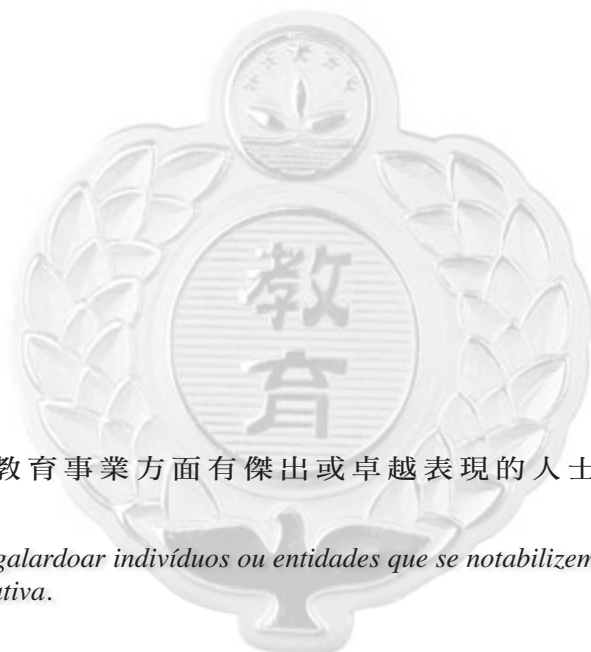 教育
教育事業方面有傑出或卓越表現的人士
galardoar indivíduos ou entidades que se notabilizem
ativa.